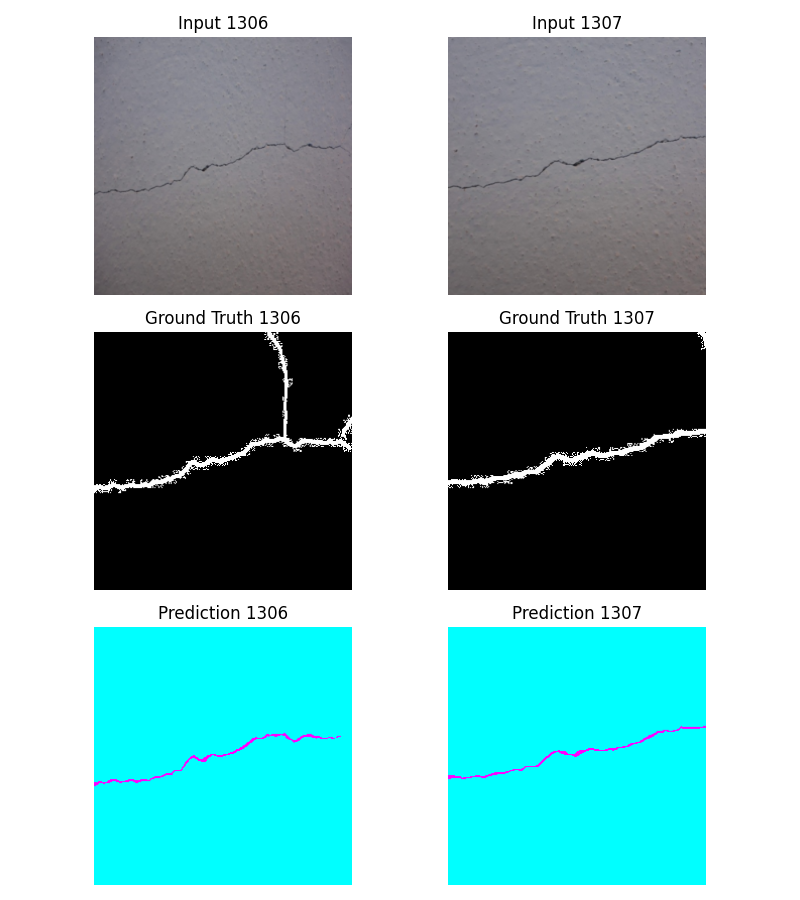 Input 1306
Input 1307
Ground Truth 1306
Ground Truth 1307
Prediction 1306
Prediction 1307